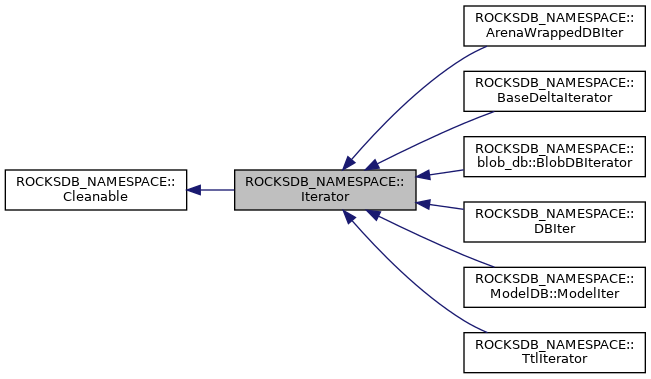 ROCKSDB_NAMESPACE::
ArenaWrappedDBIter
ROCKSDB_NAMESPACE::
BaseDeltaIterator
ROCKSDB_NAMESPACE::
blob_db::BlobDBIterator
ROCKSDB_NAMESPACE::
Cleanable
ROCKSDB_NAMESPACE::
Iterator
ROCKSDB_NAMESPACE::
DBIter
ROCKSDB_NAMESPACE::
ModelDB::ModelIter
ROCKSDB_NAMESPACE::
TtlIterator